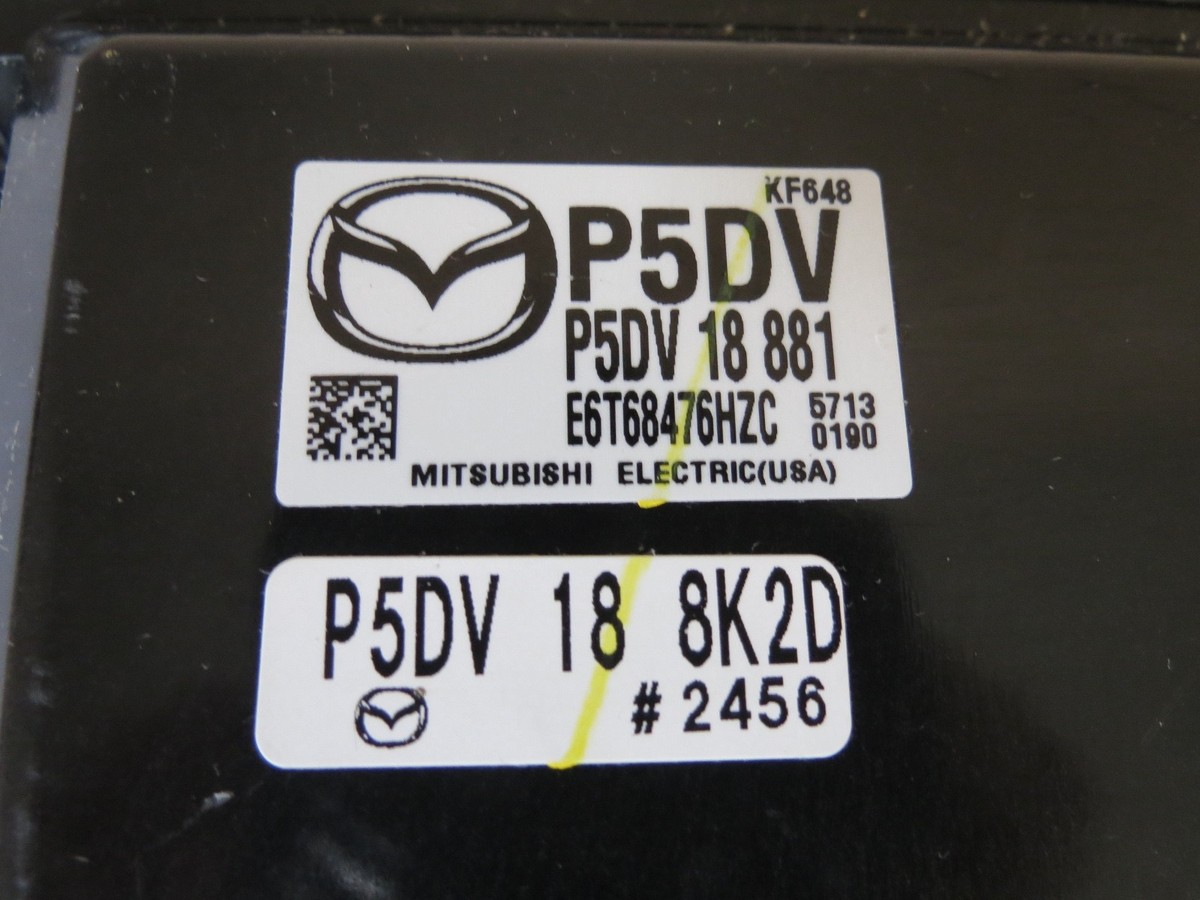 KF648
P5DV
P5DV 18 881
E6T68476HZC 5713
0190
MITSUBISHI ELECTRIC(USA)
P5DV 18 8K2D
#2456